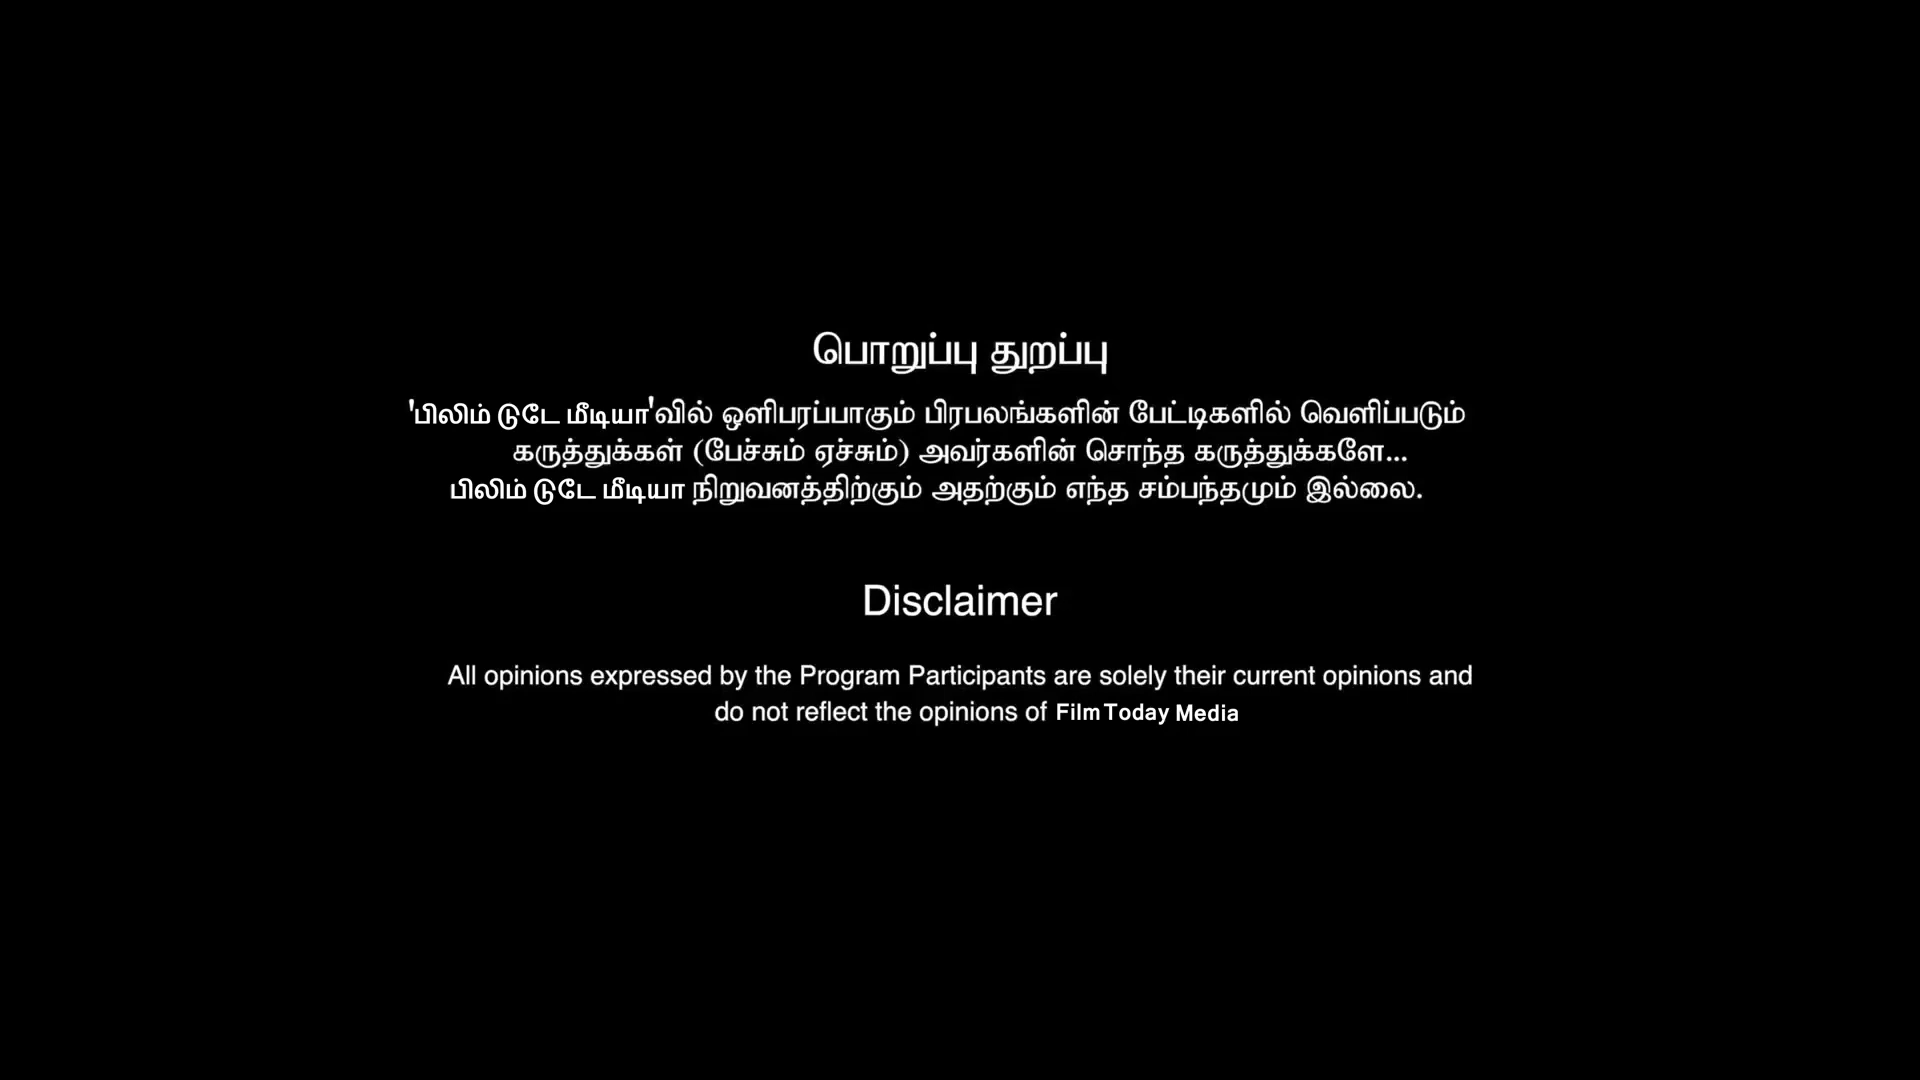 பொறுப்பு துறப்பு
'பிலிம் டுடே மீடியா'வில் ஒளிபரப்பாகும் பிரபலங்களின் பேட்டிகளில் வெளிப்படும்
கருத்துக்கள் (பேச்சும் ஏச்சும்) அவர்களின் சொந்த கருத்துக்களே...
பிலிம் டுடே மீடியா நிறுவனத்திற்கும் அதற்கும் எந்த சம்பந்தமும் இல்லை.
Disclaimer
All opinions expressed by the Program Participants are solely their current opinions and
do not reflect the opinions of Film Today Media